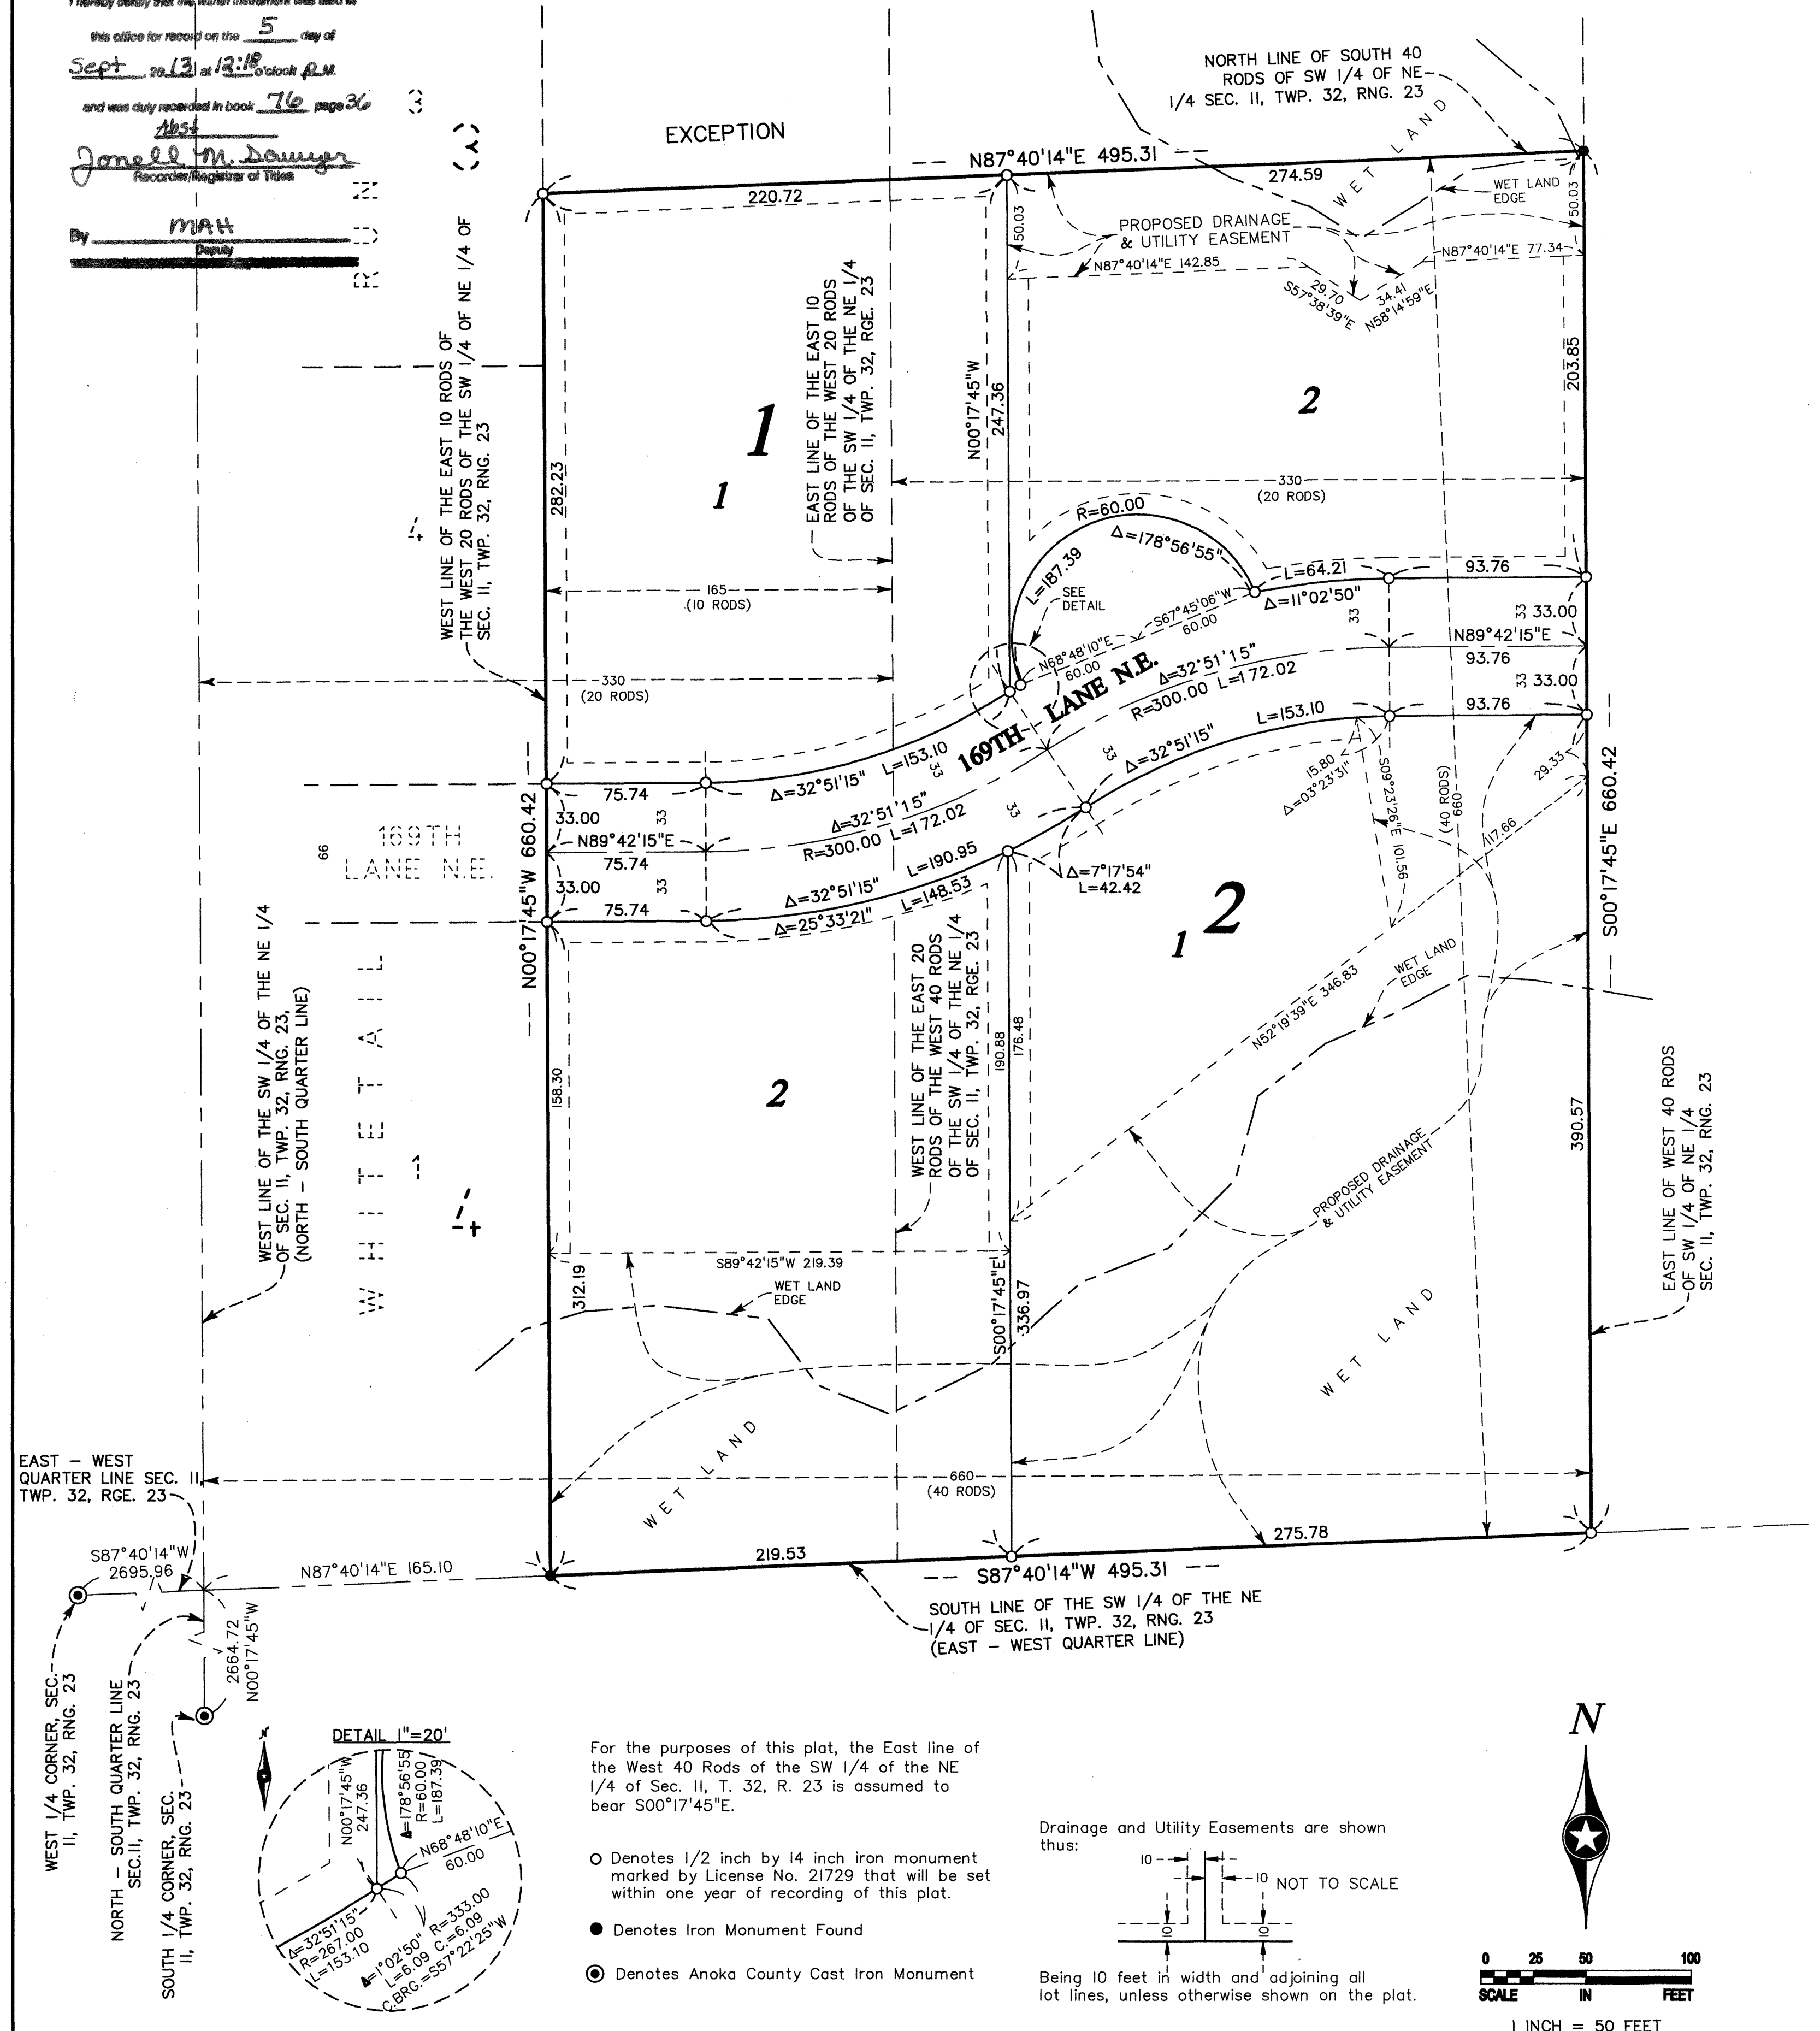 I hereby certify that the within instrument was filed in
this office for record on the 5 day of
Sept, 2013 at 12:18 o'clock P.M.
and was duly recorded in book 76 page 36
Abst
Jonell M. Sawyer
Recorder/Registrar of Titles
By MAH
Deputy
3
3
EXCEPTION
NORTH LINE OF SOUTH 40
RODS OF SW 1/4 OF NE
1/4 SEC. 11, TWP. 32, RNG. 23
WET LAND
N87°40'14"E 495.31
220.72
274.59
WET LAND
EDGE
50.03
50.03
PROPOSED DRAINAGE
& UTILITY EASEMENT
N87°40'14"E 142.85
N87°40'14"E 77.34
29.70
S57°38'39"E
34.41
N58°14'59"E
WEST LINE OF THE EAST 10 RODS OF
THE WEST 20 RODS OF THE SW 1/4 OF NE 1/4 OF
SEC. 11, TWP. 32, RNG. 23
EAST LINE OF THE EAST 10
RODS OF THE WEST 20 RODS
OF THE SW 1/4 OF THE NE 1/4
OF SEC. 11, TWP. 32, RGE. 23
N00°17'45"W
247.36
203.85
282.23
1
1
2
4
330
(20 RODS)
165
(10 RODS)
330
(20 RODS)
R=60.00
Δ=178°56'55"
L=187.39
SEE
DETAIL
L=64.21
Δ=11°02'50"
93.76
33
33 33.00
N89°42'15"E
93.76
33 33.00
93.76
N68°48'10"E
60.00
S67°45'06"W
60.00
169TH LANE N.E.
Δ=32°51'15"
R=300.00 L=172.02
L=153.10
Δ=32°51'15"
33
33
33
L=153.10
Δ=32°51'15"
Δ=32°51'15"
R=300.00 L=172.02
75.74
33.00
33
N89°42'15"E
75.74
33.00
33
75.74
L=190.95
Δ=32°51'15"
L=148.53
Δ=25°33'21"
Δ=7°17'54"
L=42.42
15.80
Δ=03°23'31"
S09°23'26"E 101.56
(40 RODS)
660
29.33
117.66
66
169TH
LANE N.E.
N00°17'45"W 660.42
S00°17'45"E 660.42
WHITETAIL
RUN
1
4
WEST LINE OF THE SW 1/4 OF THE NE 1/4
OF SEC. 11, TWP. 32, RNG. 23,
(NORTH - SOUTH QUARTER LINE)
WEST LINE OF THE EAST 20
RODS OF THE WEST 40 RODS
OF THE SW 1/4 OF THE NE 1/4
OF SEC. 11, TWP. 32, RGE. 23
2
1
2
158.30
190.88
176.48
N52°19'39"E 346.83
WET LAND
EDGE
390.57
PROPOSED DRAINAGE
& UTILITY EASEMENT
EAST LINE OF WEST 40 RODS
OF SW 1/4 OF NE 1/4
SEC. 11, TWP. 32, RNG. 23
S89°42'15"W 219.39
312.19
WET LAND
EDGE
S00°17'45"E
336.97
WET LAND
WET LAND
EAST - WEST
QUARTER LINE SEC. 11,
TWP. 32, RGE. 23
660
(40 RODS)
S87°40'14"W
2695.96
N87°40'14"E 165.10
219.53
275.78
S87°40'14"W 495.31
SOUTH LINE OF THE SW 1/4 OF THE NE
1/4 OF SEC. 11, TWP. 32, RNG. 23
(EAST - WEST QUARTER LINE)
2664.72
N00°17'45"W
WEST 1/4 CORNER, SEC.
11, TWP. 32, RNG. 23
NORTH - SOUTH QUARTER LINE
SEC.11, TWP. 32, RNG. 23
SOUTH 1/4 CORNER, SEC.
11, TWP. 32, RNG. 23
DETAIL 1"=20'
N00°17'45"W
247.36
Δ=178°56'55
R=60.00
L=187.39
N68°48'10"E
60.00
Δ=32°51'15"
R=267.00
L=153.10
Δ=1°02'50" R=333.00
L=6.09 C.=6.09
C.BRG.=S57°22'25"W
For the purposes of this plat, the East line of
the West 40 Rods of the SW 1/4 of the NE
1/4 of Sec. 11, T. 32, R. 23 is assumed to
bear S00°17'45"E.
Denotes 1/2 inch by 14 inch iron monument
marked by License No. 21729 that will be set
within one year of recording of this plat.
Denotes Iron Monument Found
Denotes Anoka County Cast Iron Monument
Drainage and Utility Easements are shown
thus:
10
10 NOT TO SCALE
10
10
Being 10 feet in width and adjoining all
lot lines, unless otherwise shown on the plat.
N
0 25 50 100
SCALE IN FEET
1 INCH = 50 FEET